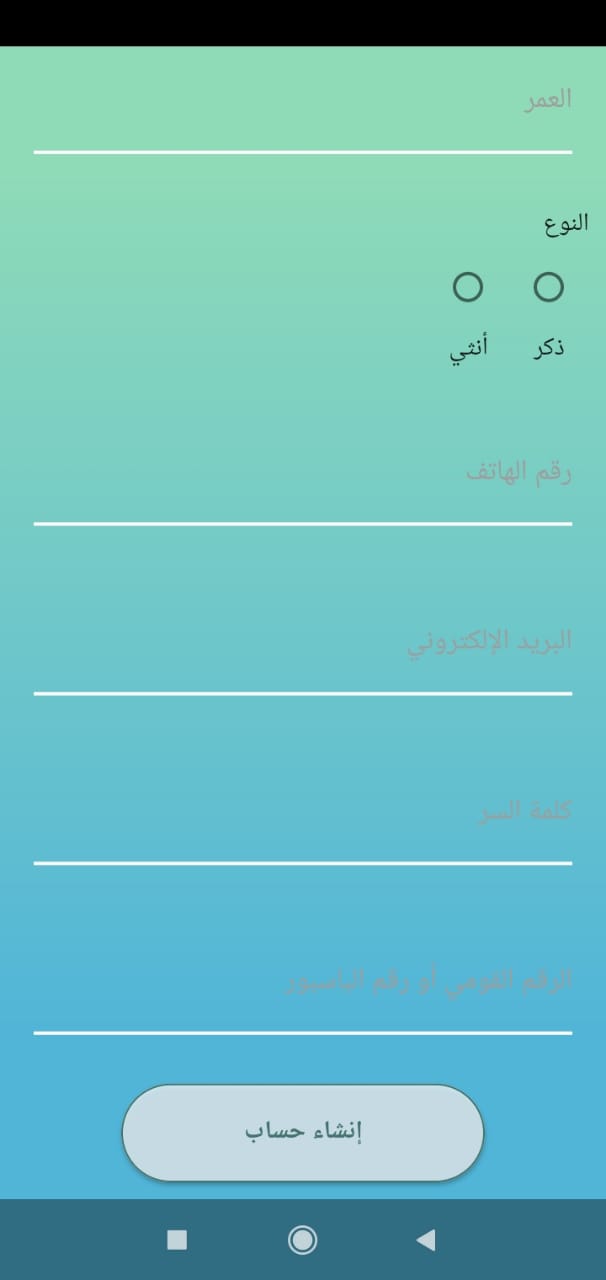 العمر
النوع
ذكر أنثي
رقم الهاتف
البريد الإلكتروني
كلمة السر
الرقم القومي أو رقم الباسبور
إنشاء حساب